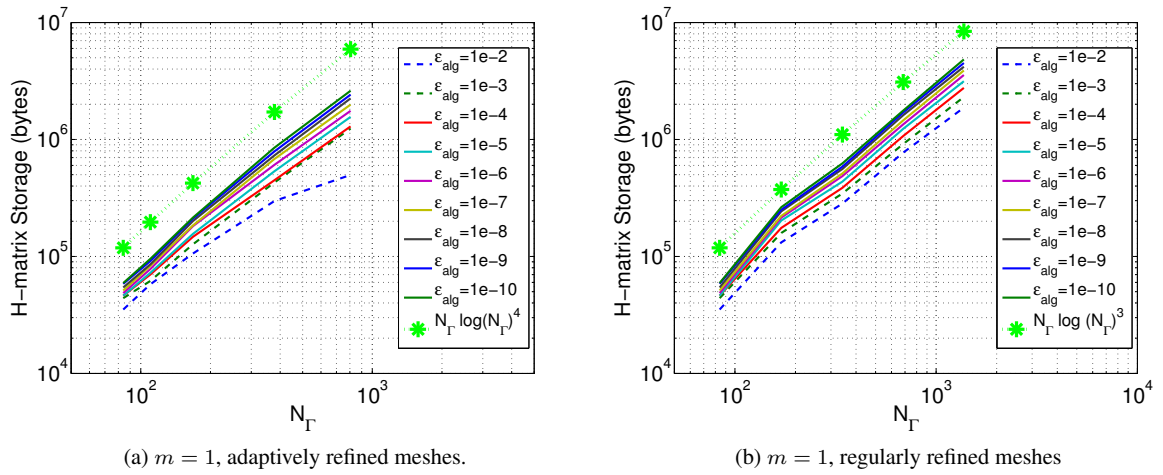 10^7
10^6
10^5
10^4
H−matrix Storage (bytes)
10^2
10^3
N_Γ
ε_alg=1e−2
ε_alg=1e−3
ε_alg=1e−4
ε_alg=1e−5
ε_alg=1e−6
ε_alg=1e−7
ε_alg=1e−8
ε_alg=1e−9
ε_alg=1e−10
N_Γ log(N_Γ)^4
(a) m = 1, adaptively refined meshes.
10^7
10^6
10^5
10^4
H−matrix Storage (bytes)
10^2
10^3
10^4
N_Γ
ε_alg=1e−2
ε_alg=1e−3
ε_alg=1e−4
ε_alg=1e−5
ε_alg=1e−6
ε_alg=1e−7
ε_alg=1e−8
ε_alg=1e−9
ε_alg=1e−10
N_Γ log (N_Γ)^3
(b) m = 1, regularly refined meshes